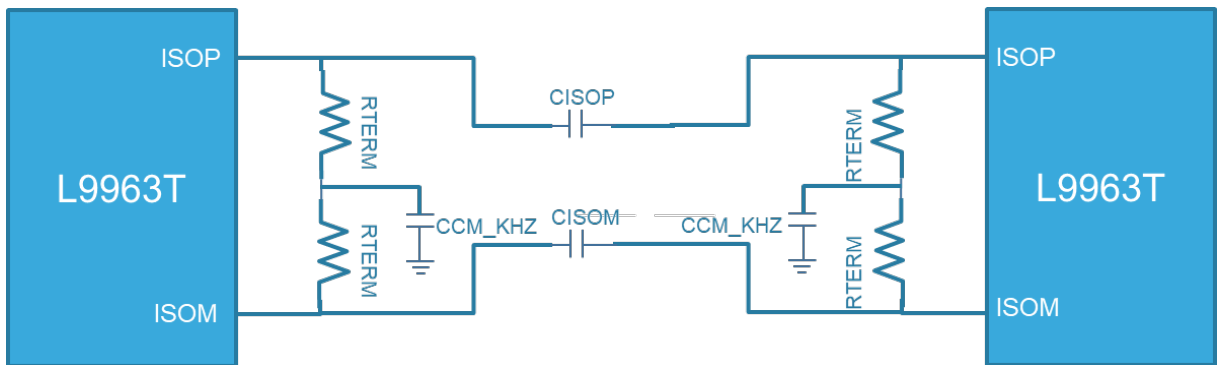 ISOP
ISOP
CISOP
RTERM
RTERM
L9963T
L9963T
CCM_KHZ
CISOM
CCM_KHZ
RTERM
RTERM
ISOM
ISOM